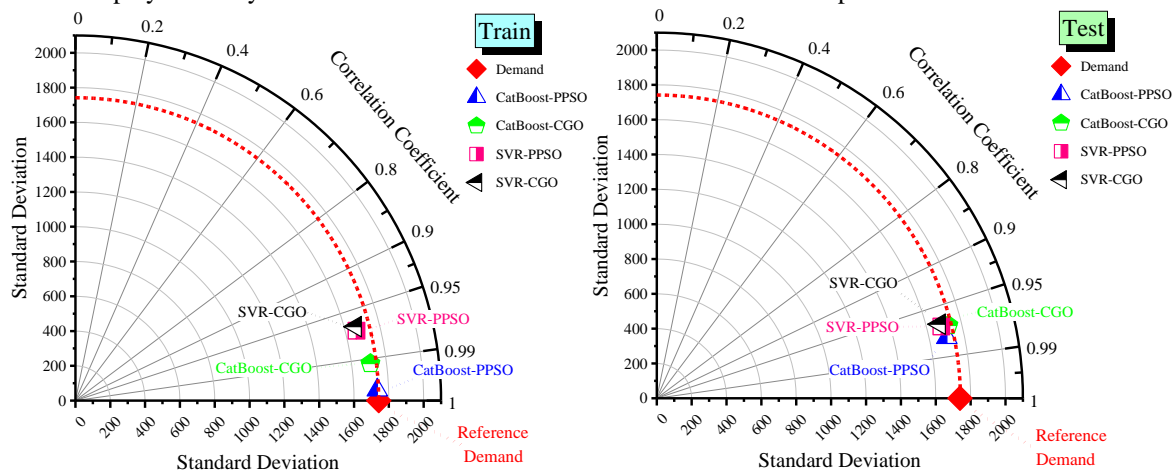 Train
Demand
CatBoost-PPSO
CatBoost-CGO
SVR-PPSO
SVR-CGO
Correlation Coefficient
0
0.2
0.4
0.6
0.8
0.9
0.95
0.99
1
Standard Deviation
2000
1800
1600
1400
1200
1000
800
600
400
200
0
SVR-CGO
SVR-PPSO
CatBoost-CGO
CatBoost-PPSO
0
200
400
600
800
1000
1200
1400
1600
1800
2000
Standard Deviation
Reference
Demand
Test
Demand
CatBoost-PPSO
CatBoost-CGO
SVR-PPSO
SVR-CGO
Correlation Coefficient
0
0.2
0.4
0.6
0.8
0.9
0.95
0.99
1
Standard Deviation
2000
1800
1600
1400
1200
1000
800
600
400
200
0
SVR-CGO
CatBoost-CGO
SVR-PPSO
CatBoost-PPSO
0
200
400
600
800
1000
1200
1400
1600
1800
2000
Standard Deviation
Reference
Demand